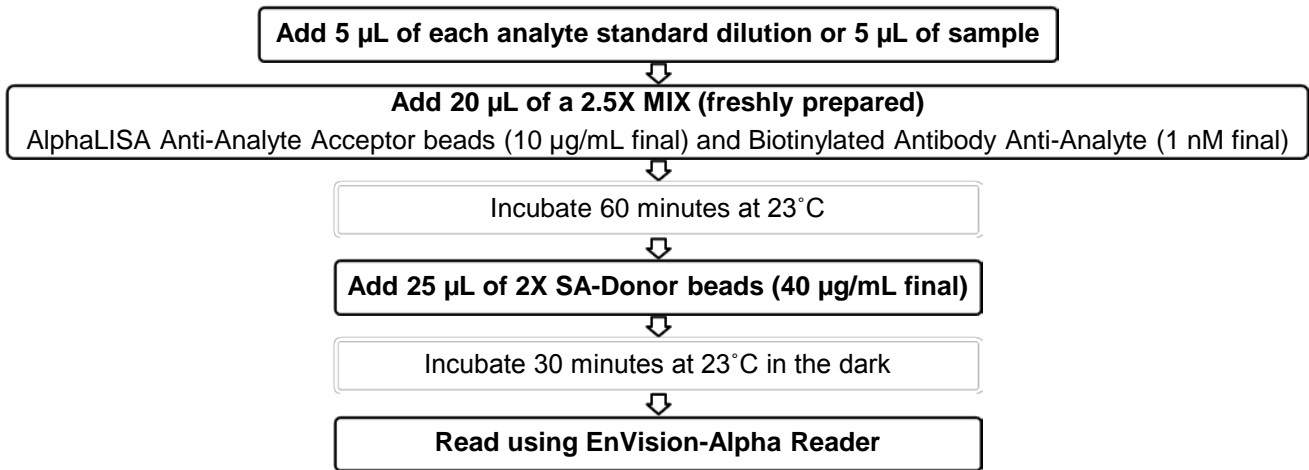 Add 5 µL of each analyte standard dilution or 5 µL of sample
Add 20 µL of a 2.5X MIX (freshly prepared)
AlphaLISA Anti-Analyte Acceptor beads (10 µg/mL final) and Biotinylated Antibody Anti-Analyte (1 nM final)
Incubate 60 minutes at 23˚C
Add 25 µL of 2X SA-Donor beads (40 µg/mL final)
Incubate 30 minutes at 23˚C in the dark
Read using EnVision-Alpha Reader